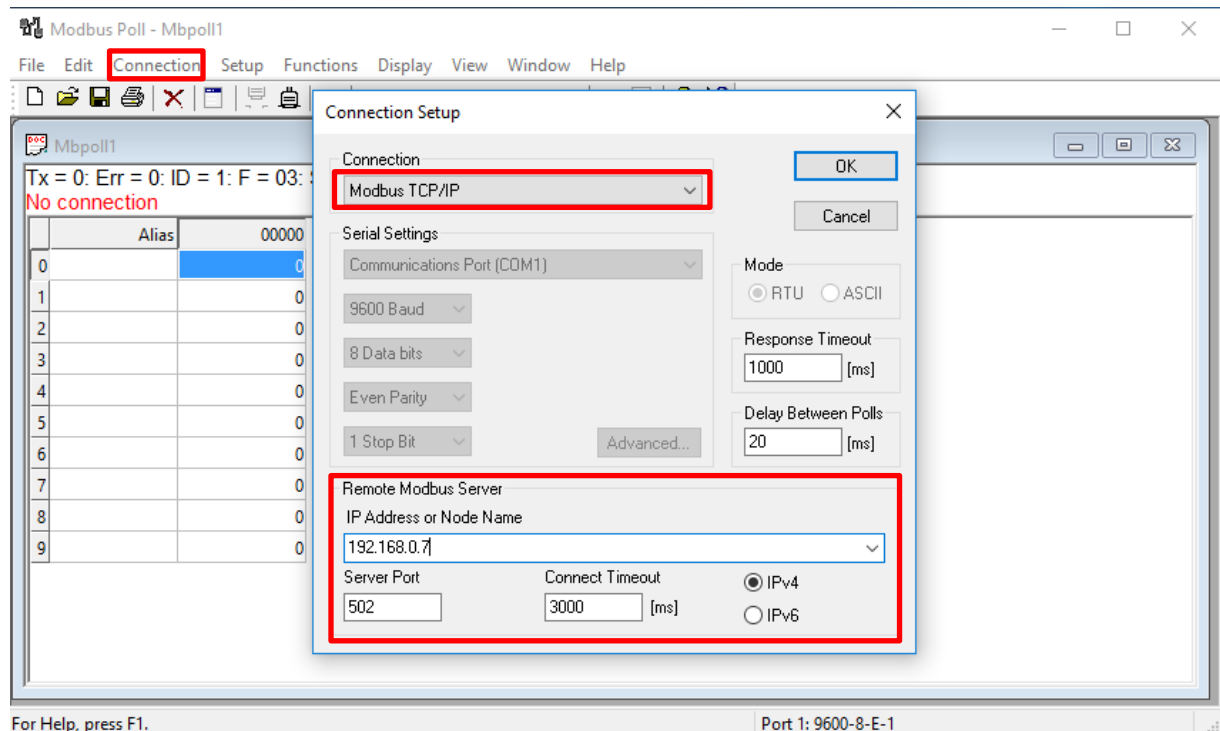 Modbus Poll - Mbpoll1
File Edit Connection Setup Functions Display View Window Help
Mbpoll1
Tx = 0: Err = 0: ID = 1: F = 03:
No connection
Alias 00000
0 0
1 0
2 0
3 0
4 0
5 0
6 0
7 0
8 0
9 0
Connection Setup
Connection
Modbus TCP/IP
OK
Cancel
Serial Settings
Communications Port (COM1)
9600 Baud
8 Data bits
Even Parity
1 Stop Bit
Advanced...
Mode
RTU ASCII
Response Timeout
1000 [ms]
Delay Between Polls
20 [ms]
Remote Modbus Server
IP Address or Node Name
192.168.0.7
Server Port Connect Timeout
502 3000 [ms]
IPv4
IPv6
For Help, press F1. Port 1: 9600-8-E-1